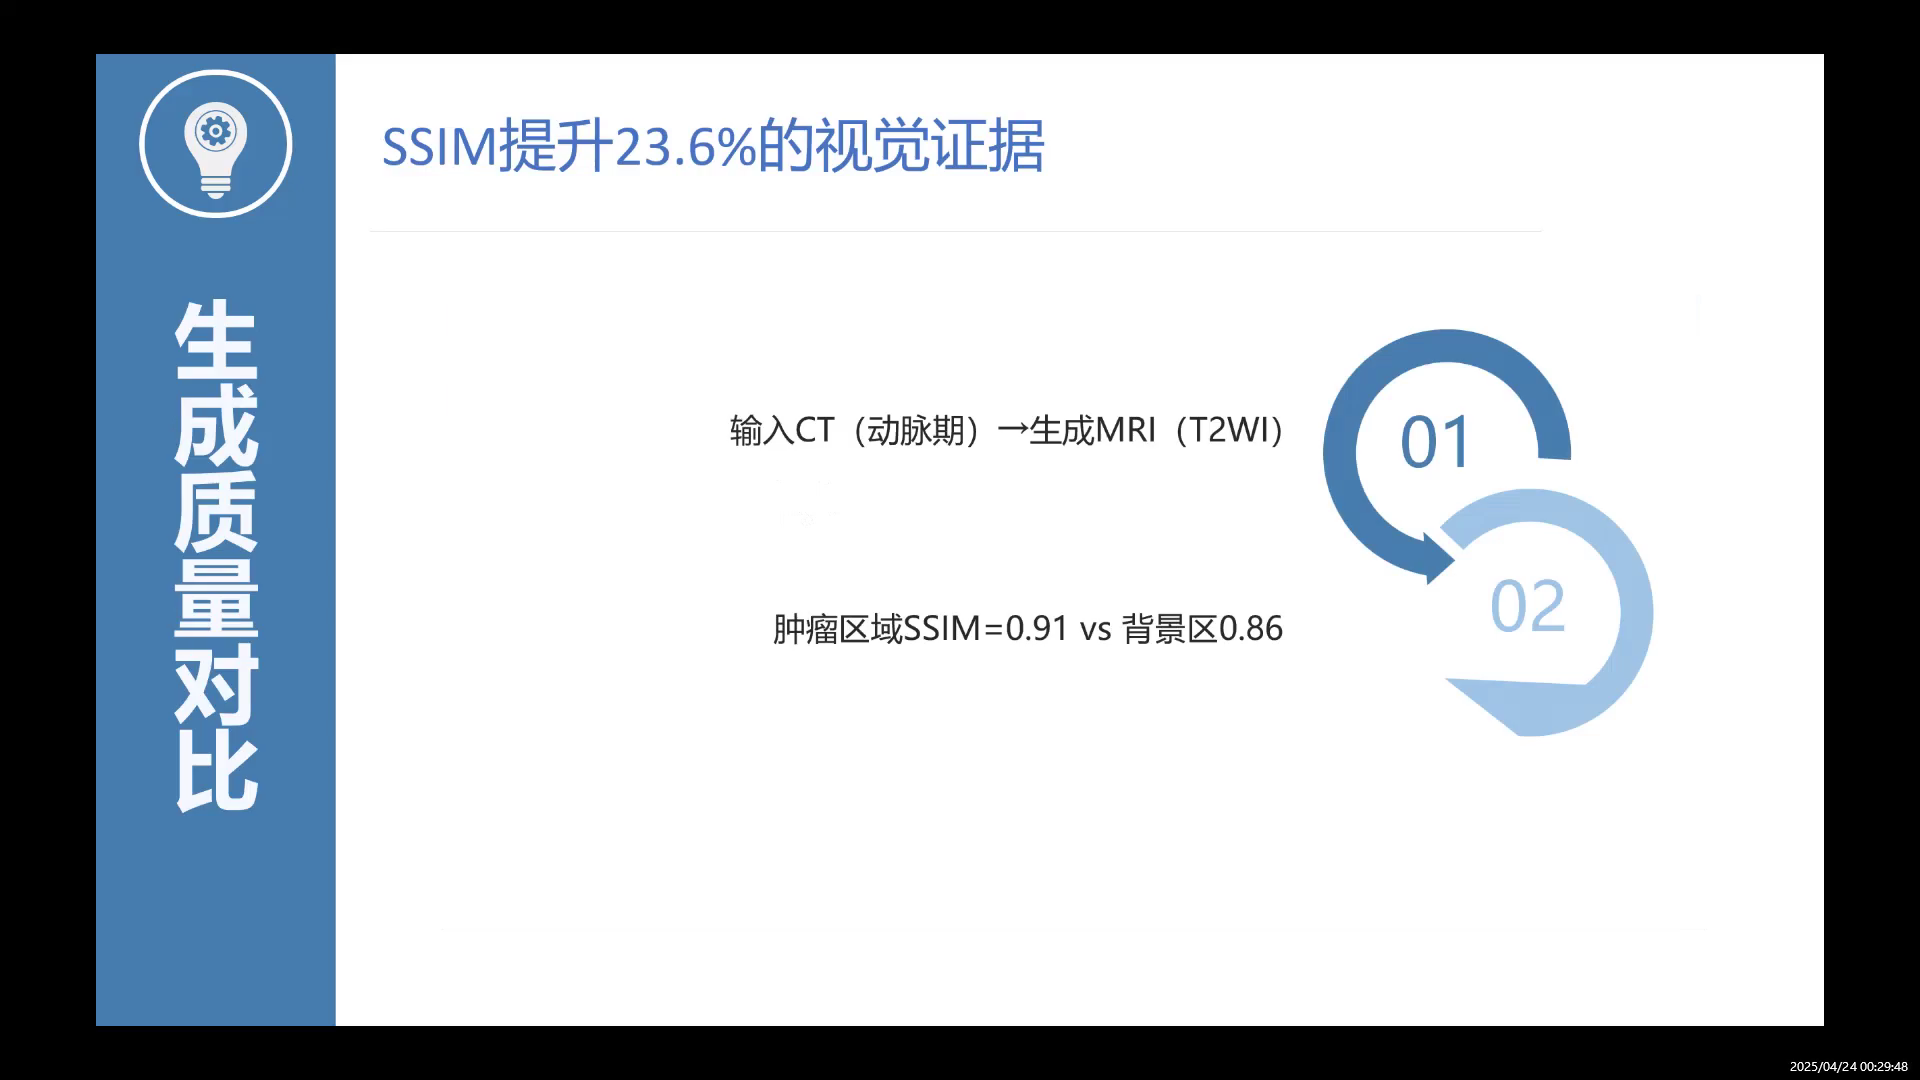 生成质量对比
SSIM提升23.6%的视觉证据
输入CT（动脉期）→生成MRI（T2WI）
01
肿瘤区域SSIM=0.91 vs 背景区0.86
02
2025/04/24 00:29:48